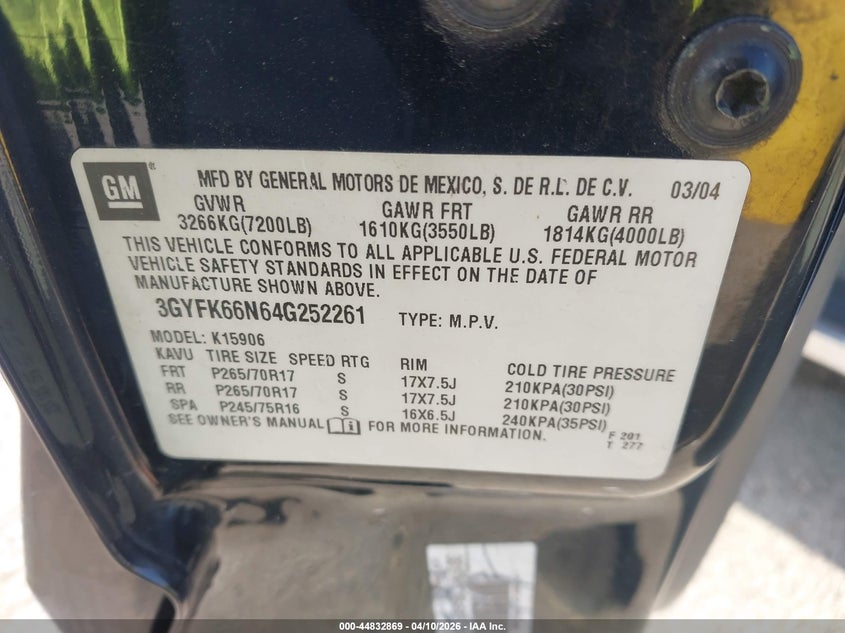 GM ®
MFD BY GENERAL MOTORS DE MEXICO, S. DE R.L. DE C.V. 03/04
GVWR GAWR FRT GAWR RR
3266KG(7200LB) 1610KG(3550LB) 1814KG(4000LB)
THIS VEHICLE CONFORMS TO ALL APPLICABLE U.S. FEDERAL MOTOR
VEHICLE SAFETY STANDARDS IN EFFECT ON THE DATE OF
MANUFACTURE SHOWN ABOVE.
3GYFK66N64G252261 TYPE: M.P.V.
MODEL: K15906
KAVU TIRE SIZE SPEED RTG RIM COLD TIRE PRESSURE
FRT P265/70R17 S 17X7.5J 210KPA(30PSI)
RR P265/70R17 S 17X7.5J 210KPA(30PSI)
SPA P245/75R16 S 16X6.5J 240KPA(35PSI)
SEE OWNER'S MANUAL FOR MORE INFORMATION.
F 201
T 277
000-44832869 - 04/10/2026 - IAA Inc.